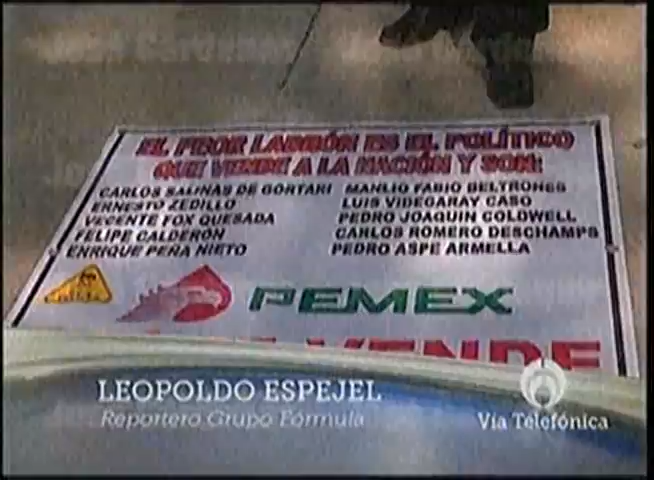 EL PEOR LADRÓN ES EL POLÍTICO
QUE VENDE A LA NACIÓN Y SON:
CARLOS SALINAS DE GORTARI
ERNESTO ZEDILLO
VECENTE FOX QUESADA
FELIPE CALDERÓN
ENRIQUE PEÑA NIETO
MANLIO FABIO BELTRONES
LUIS VIDEGARAY CASO
PEDRO JOAQUIN COLDWELL
CARLOS ROMERO DESCHAMPS
PEDRO ASPE ARMELLA
PEMEX
VENDE
LEOPOLDO ESPEJEL
Reportero Grupo Fórmula
Vía Telefónica